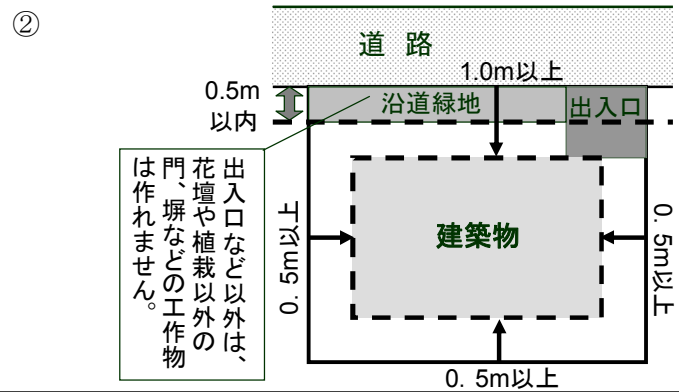 ②
道 路
1.0m以上
0.5m
以内
沿道緑地
出入口
出入口など以外は、
花壇や植栽以外の
門、塀などの工作物
は作れません。
0. 5m以上
建築物
0. 5m以上
0. 5m以上